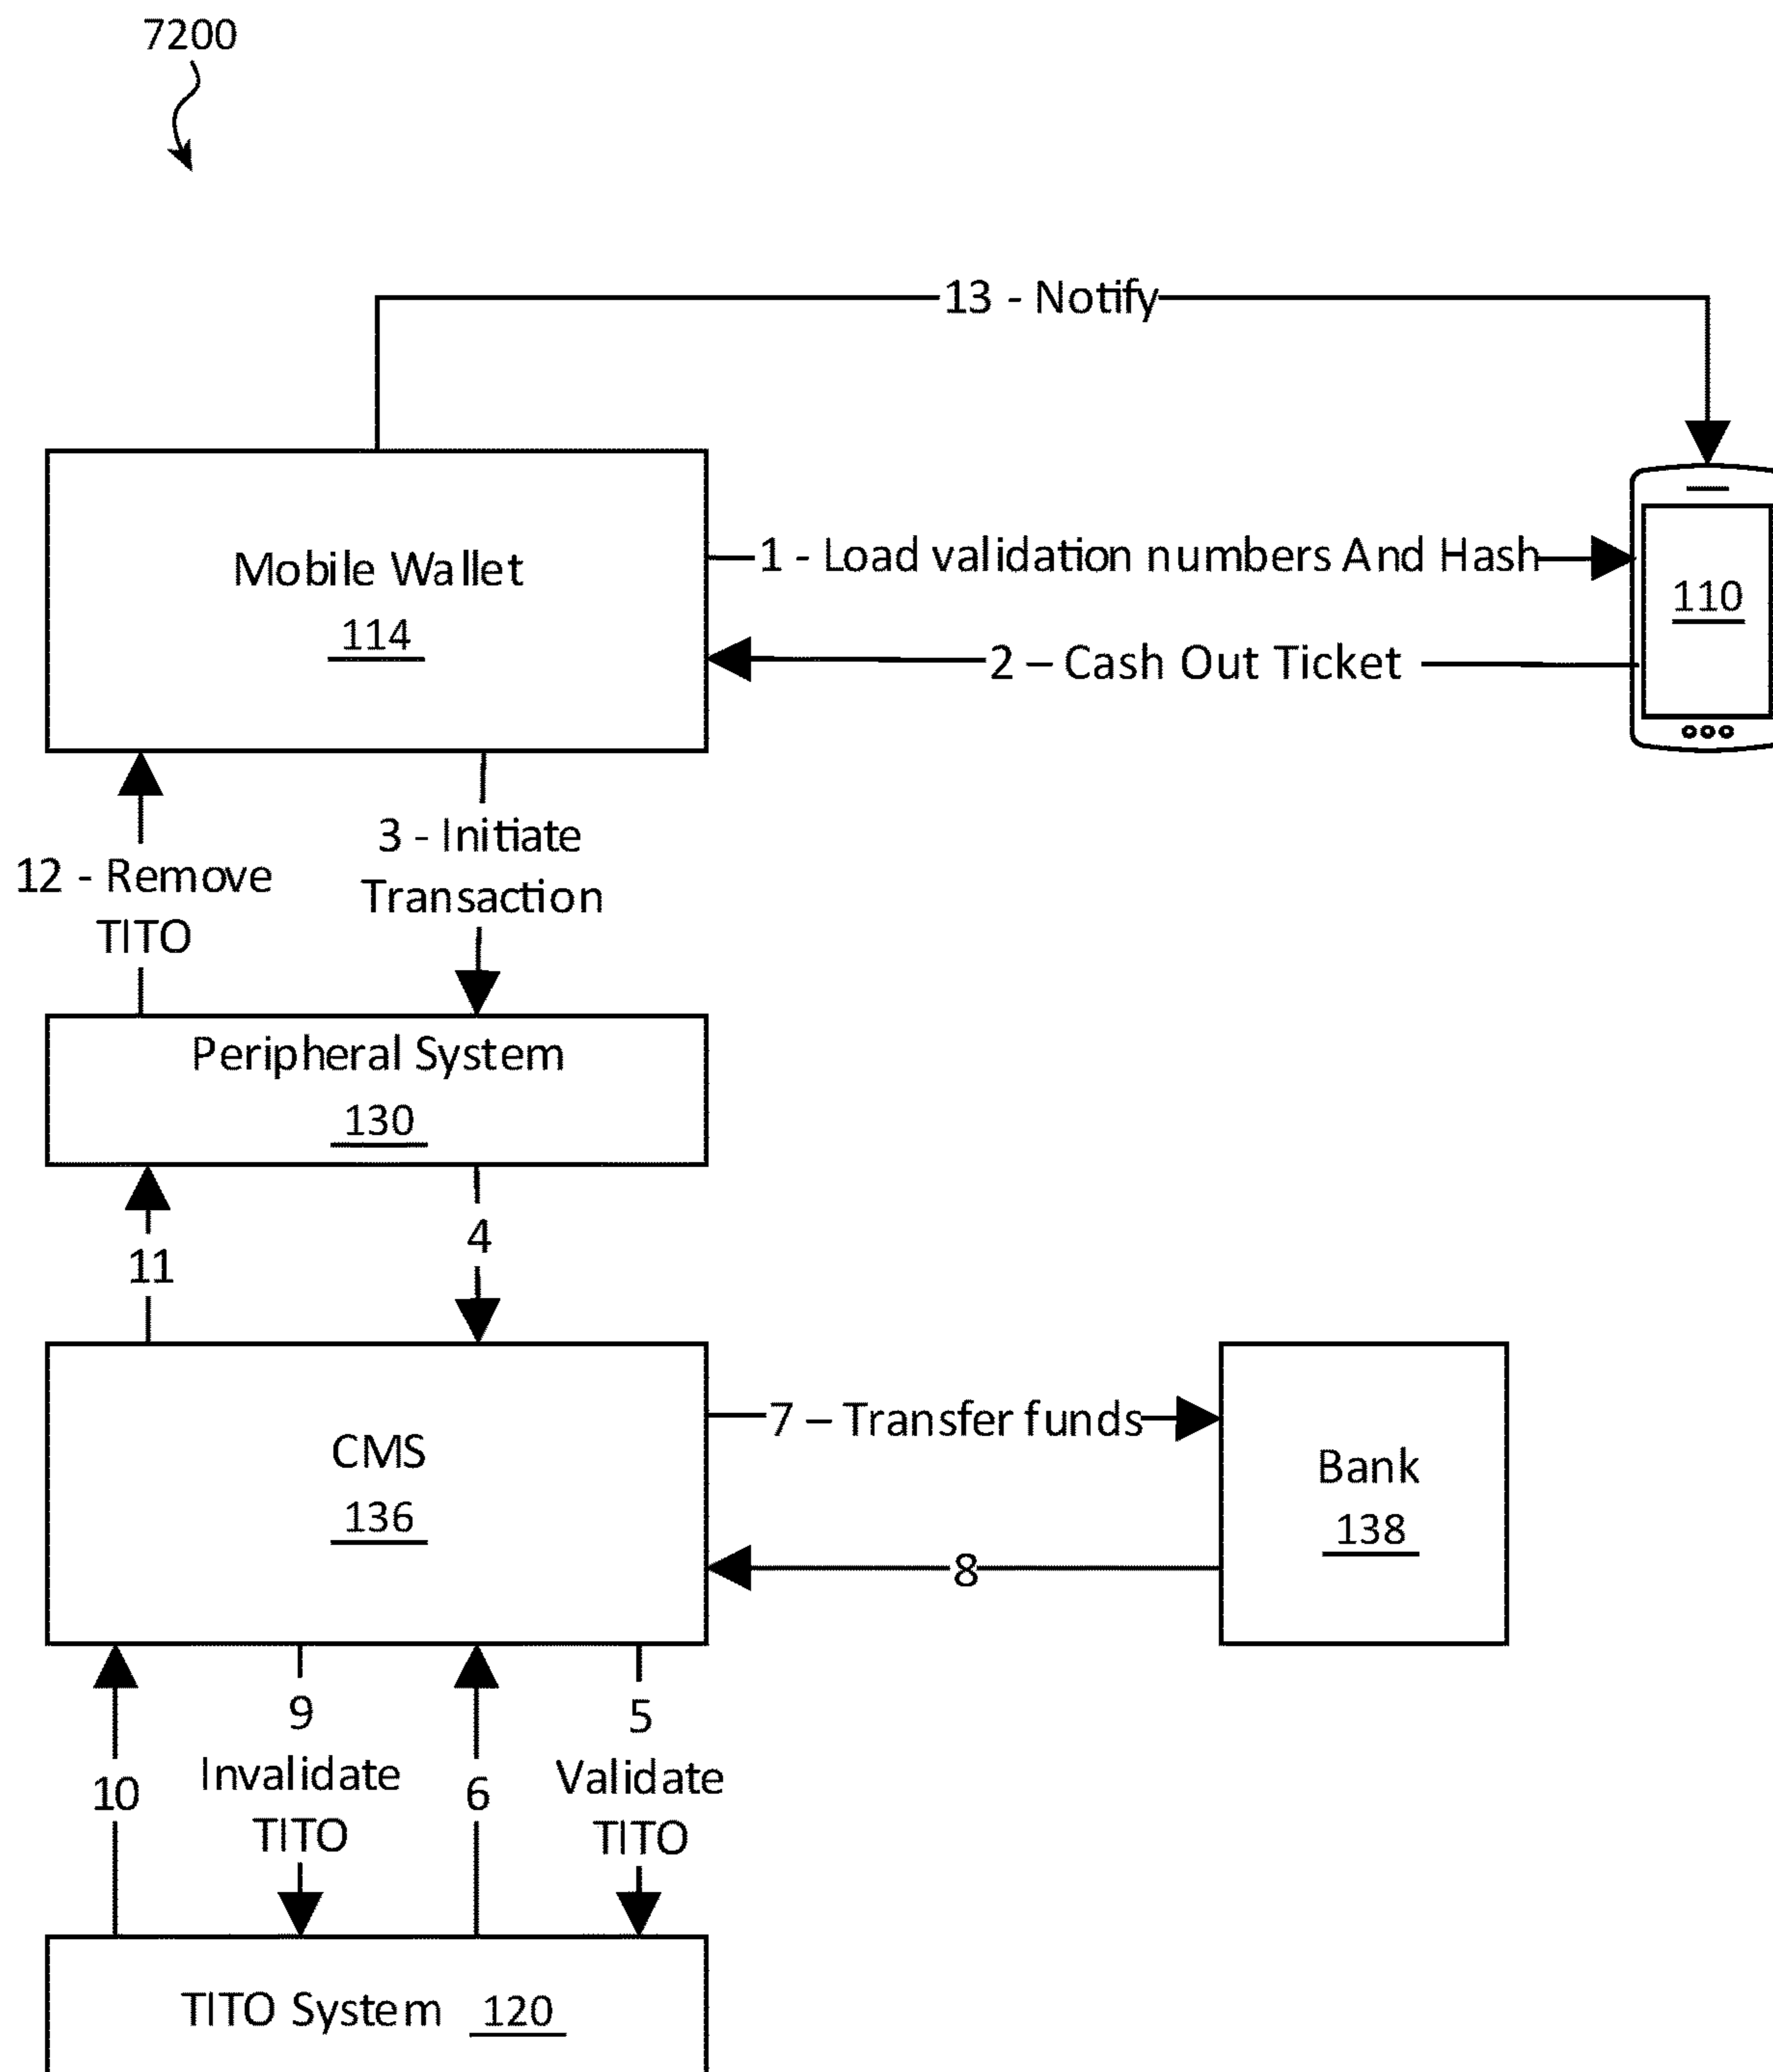 7200
13 - Notify
Mobile Wallet
114
1 - Load validation numbers And Hash
2 – Cash Out Ticket
110
12 - Remove
TITO
3 - Initiate
Transaction
Peripheral System
130
11
4
CMS
136
7 – Transfer funds
8
Bank
138
10
9
Invalidate
TITO
6
5
Validate
TITO
TITO System 120